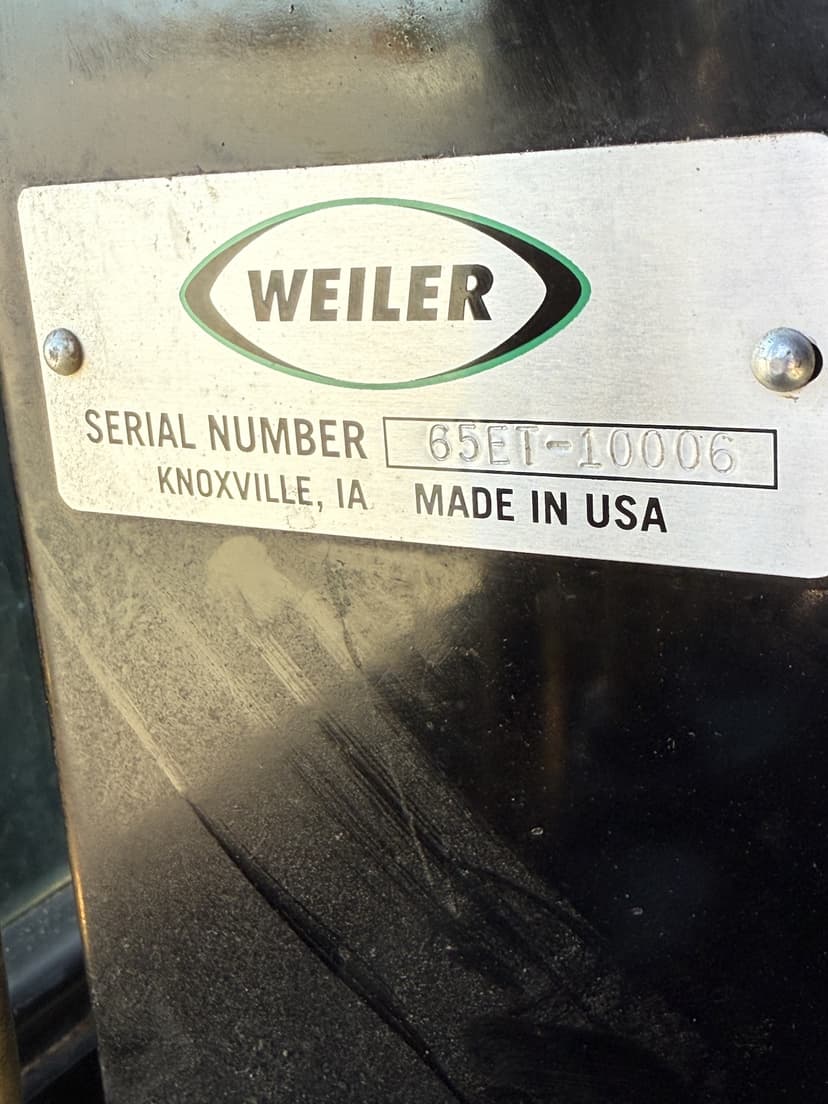 WEILER
SERIAL NUMBER 65ET-10006
KNOXVILLE, IA MADE IN USA